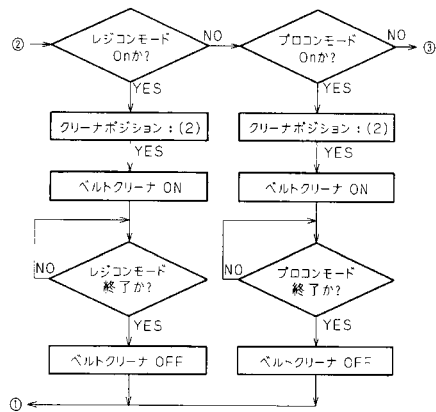 ②
レジコンモード
Onか?
NO
プロコンモード
Onか?
NO
③
YES
YES
クリーナポジション:(2)
クリーナポジション:(2)
YES
YES
ベルトクリーナ ON
ベルトクリーナ ON
NO
レジコンモード
終了か?
NO
プロコンモード
終了か?
YES
YES
ベルトクリーナ OFF
ベルトクリーナ OFF
①